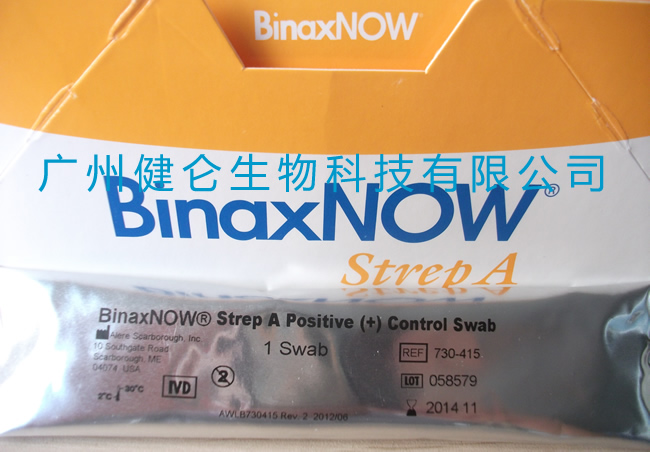 BinaxNOW®
广州健仑生物科技有限公司
BinaxNOW®
Strep A
BinaxNOW® Strep A Positive (+) Control Swab
Alere Scarborough, Inc.
10 Southgate Road
Scarborough, ME
04074 USA
1 Swab
REF 730-415
LOT 058579
2014 11
2°C
30°C
IVD
2
AWLB730415 Rev. 2 2012/06